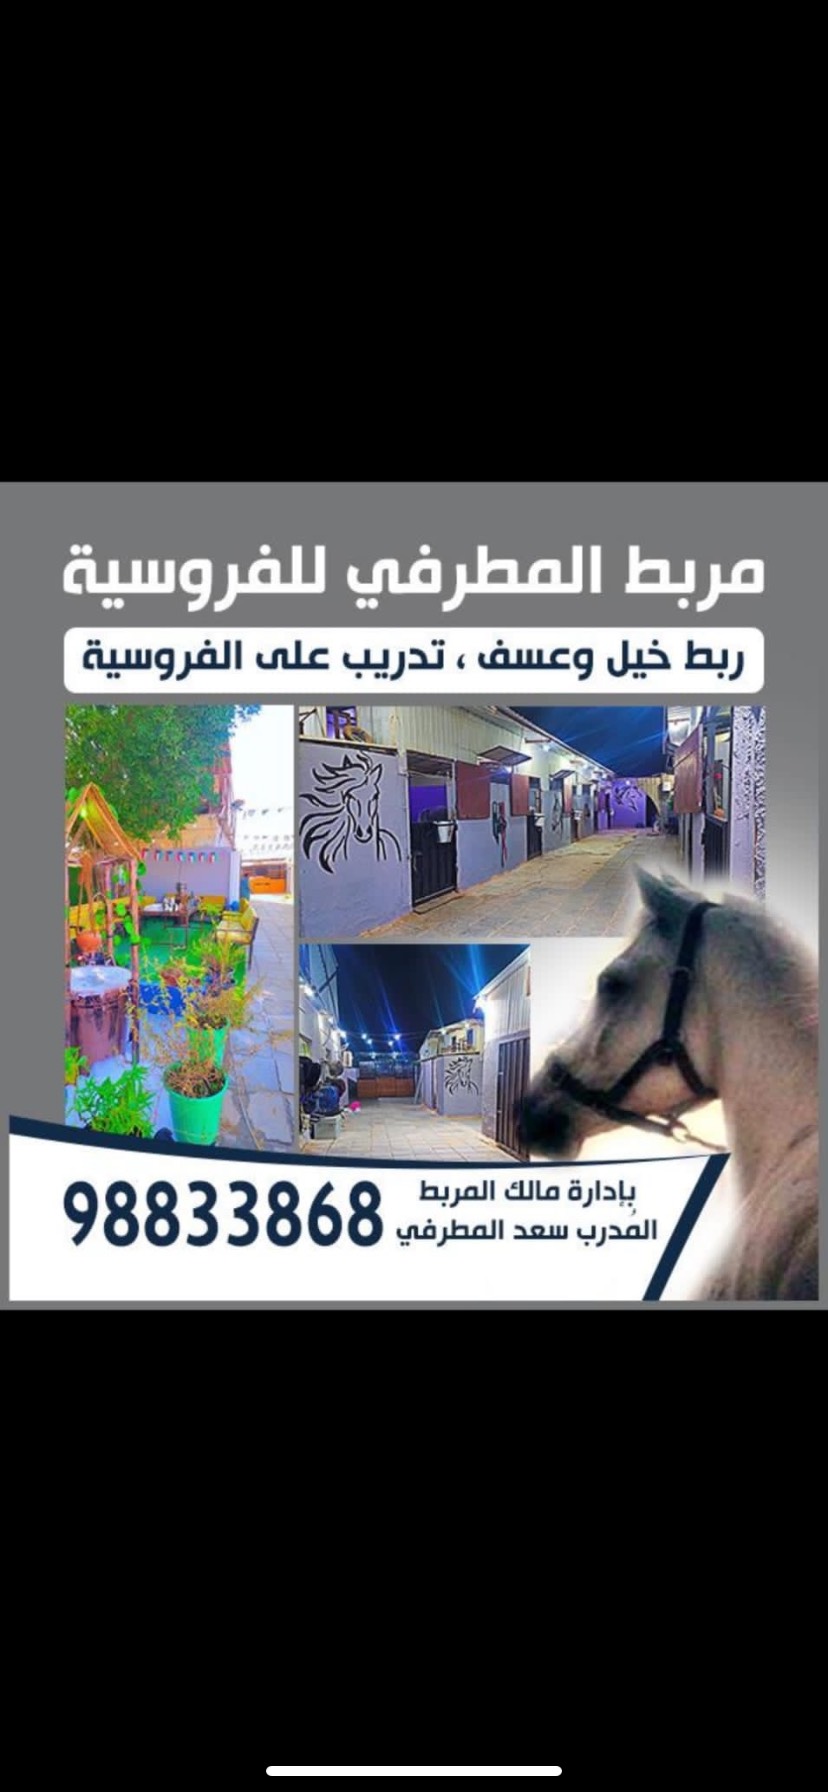 مربط المطرفي للفروسية
ربط خيل وعسف ، تدريب على الفروسية
بإدارة مالك المربط
المُدرب سعد المطرفي
98833868